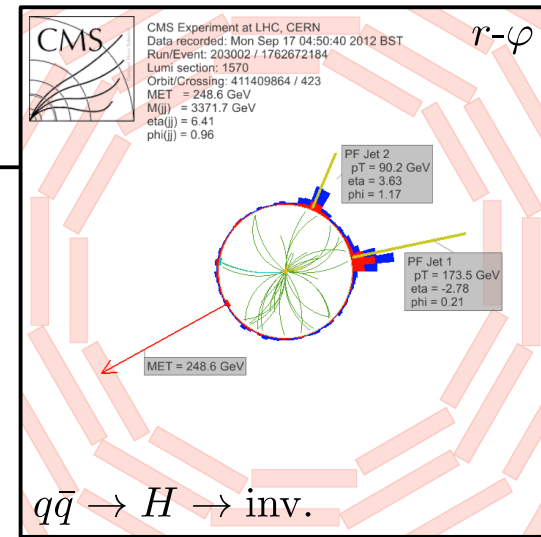 CMS
CMS Experiment at LHC, CERN
Data recorded: Mon Sep 17 04:50:40 2012 BST
Run/Event: 203002 / 1762672184
Lumi section: 1570
Orbit/Crossing: 411409864 / 423
MET = 248.6 GeV
M(jj) = 3371.7 GeV
eta(jj) = 6.41
phi(jj) = 0.96
r-φ
PF Jet 2
pT = 90.2 GeV
eta = 3.63
phi = 1.17
PF Jet 1
pT = 173.5 GeV
eta = -2.78
phi = 0.21
MET = 248.6 GeV
qq̄ → H → inv.